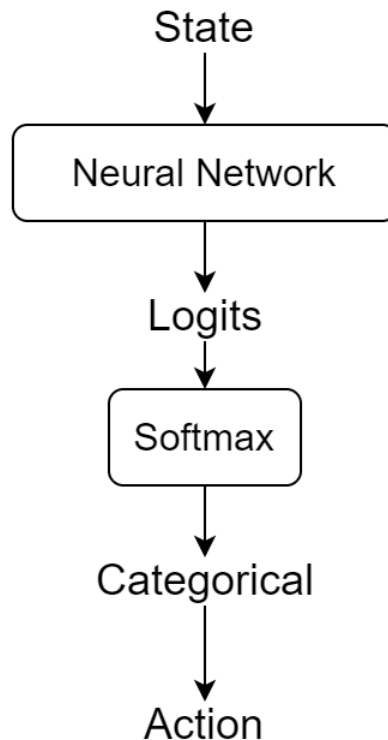 State
Neural Network
Logits
Softmax
Categorical
Action